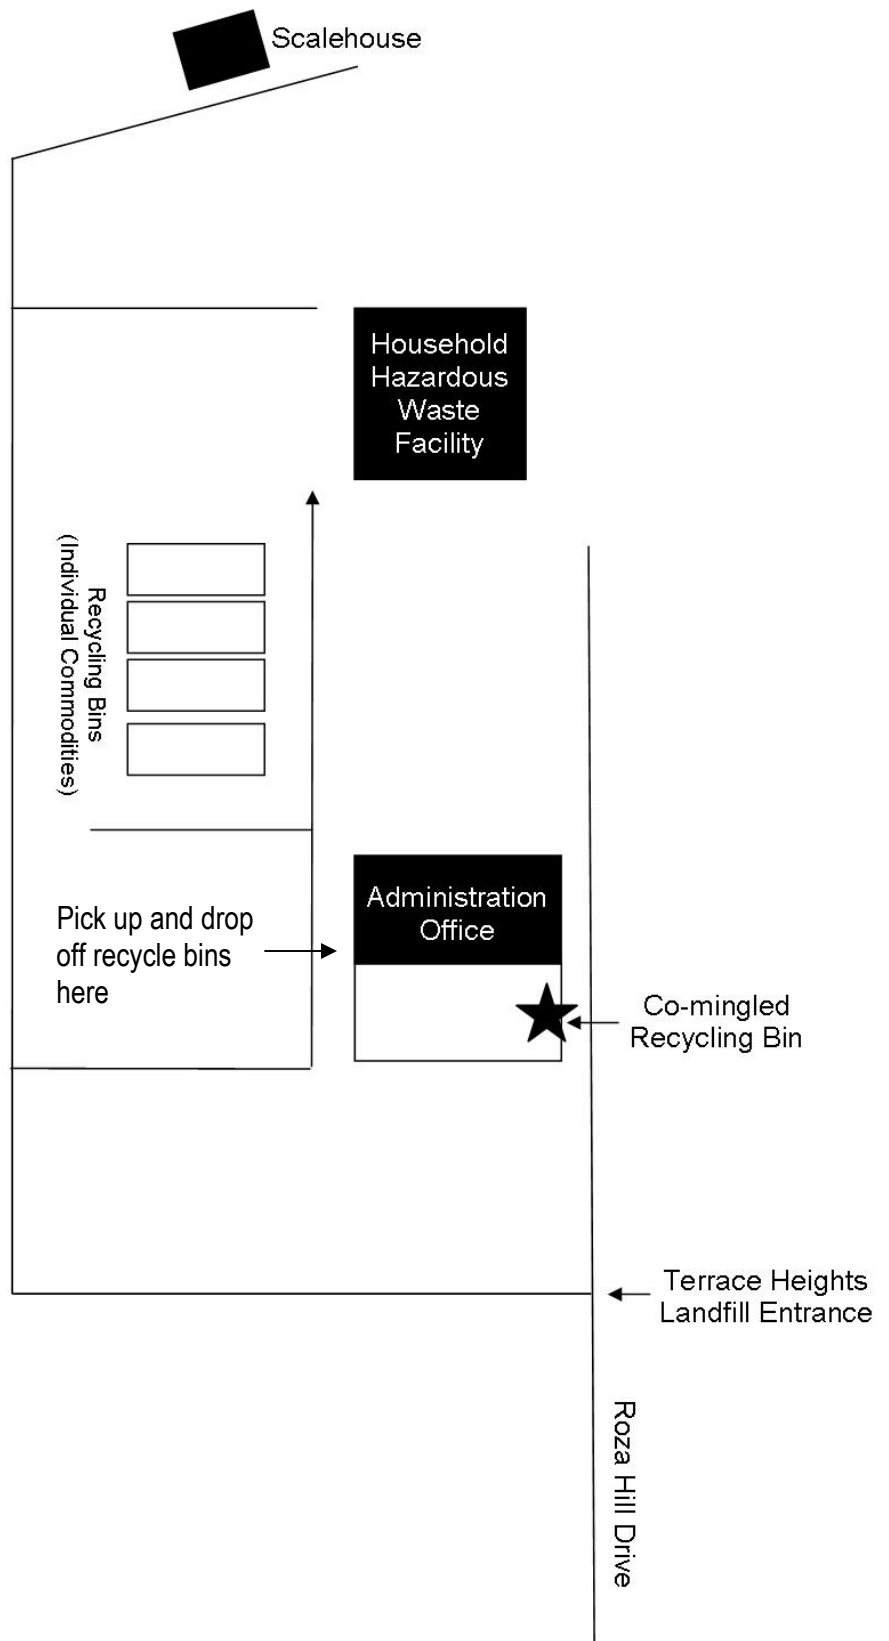 Scalehouse
Household
Hazardous
Waste
Facility
Recycling Bins
(Individual Commodities)
Administration
Office
Pick up and drop
off recycle bins
here
Co-mingled
Recycling Bin
Terrace Heights
Landfill Entrance
Roza Hill Drive